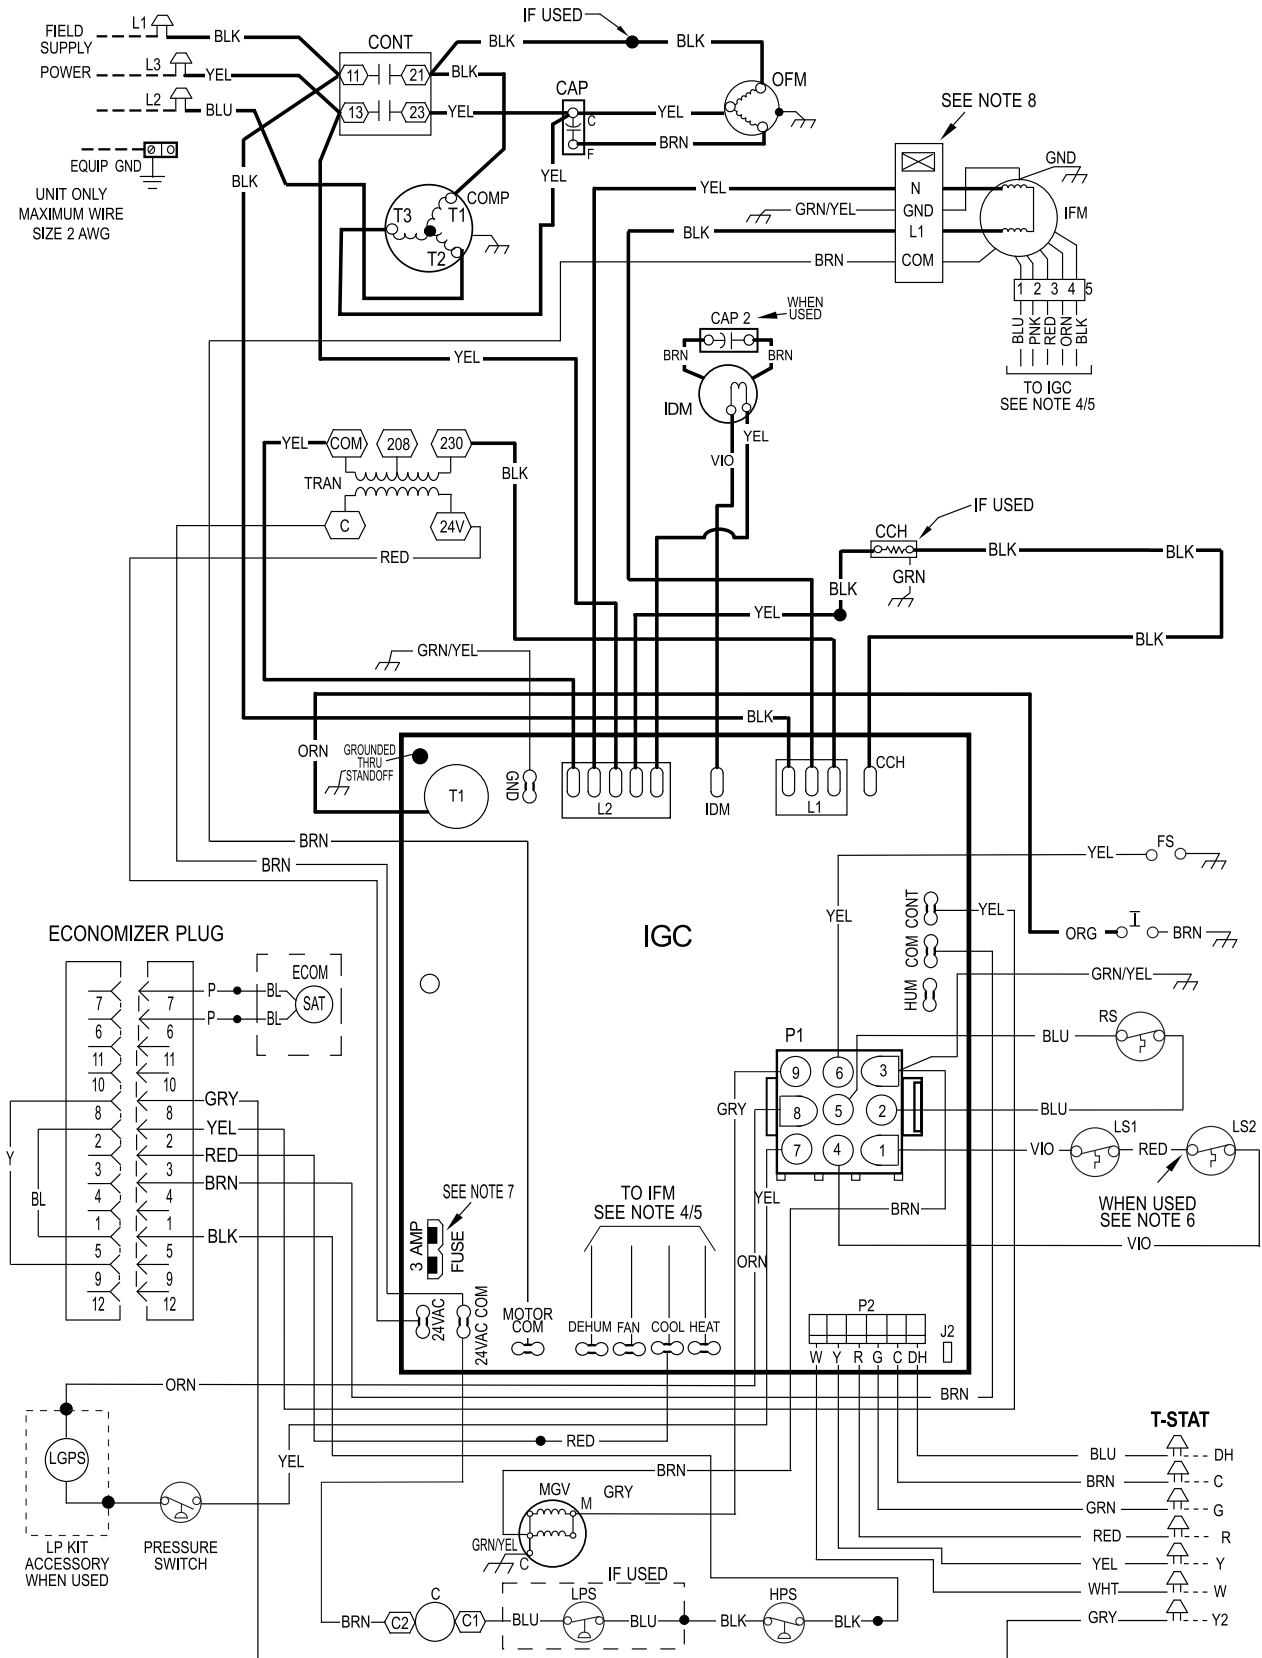 FIELD
SUPPLY
POWER
L1
BLK
L3
YEL
L2
BLU
EQUIP GND
UNIT ONLY
MAXIMUM WIRE
SIZE 2 AWG
CONT
11
21
13
23
BLK
BLK
YEL
IF USED
BLK
CAP
C
F
YEL
BRN
OFM
BLK
YEL
COMP
T3
T1
T2
SEE NOTE 8
N
GND
L1
COM
YEL
GRN/YEL
BLK
BRN
GND
IFM
1 2 3 4 5
BLU
PNK
RED
ORN
BLK
TO IGC
SEE NOTE 4/5
YEL
CAP 2
WHEN
USED
BRN
BRN
IDM
VIO
YEL
YEL
COM
208
230
BLK
TRAN
C
24V
RED
IF USED
CCH
GRN
BLK
BLK
BLK
YEL
BLK
GRN/YEL
BLK
ORN
GROUNDED
THRU
STANDOFF
T1
GND
L2
IDM
L1
CCH
BRN
BRN
IGC
YEL
FS
YEL
CONT
COM
HUM
YEL
ORG
BRN
GRN/YEL
RS
BLU
BLU
P1
9
6
3
8
5
2
7
4
1
GRY
LS1
LS2
VIO
RED
WHEN USED
SEE NOTE 6
VIO
YEL
BRN
ORN
ECONOMIZER PLUG
ECOM
SAT
P
BL
P
BL
7 7
6 6
11 11
10 10
8 8
2 2
3 3
4 4
1 1
5 5
9 9
12 12
GRY
YEL
RED
BRN
BLK
Y
BL
SEE NOTE 7
3 AMP
FUSE
TO IFM
SEE NOTE 4/5
24VAC
24VAC COM
MOTOR
COM
DEHUM
FAN
COOL
HEAT
P2
W Y R G C DH
J2
BRN
ORN
LGPS
LP KIT
ACCESSORY
WHEN USED
PRESSURE
SWITCH
YEL
RED
BRN
MGV
M
GRY
GRN/YEL
C
IF USED
BRN
C2
C
C1
BLU
LPS
BLU
BLK
HPS
BLK
T-STAT
BLU
DH
BRN
C
GRN
G
RED
R
YEL
Y
WHT
W
GRY
Y2